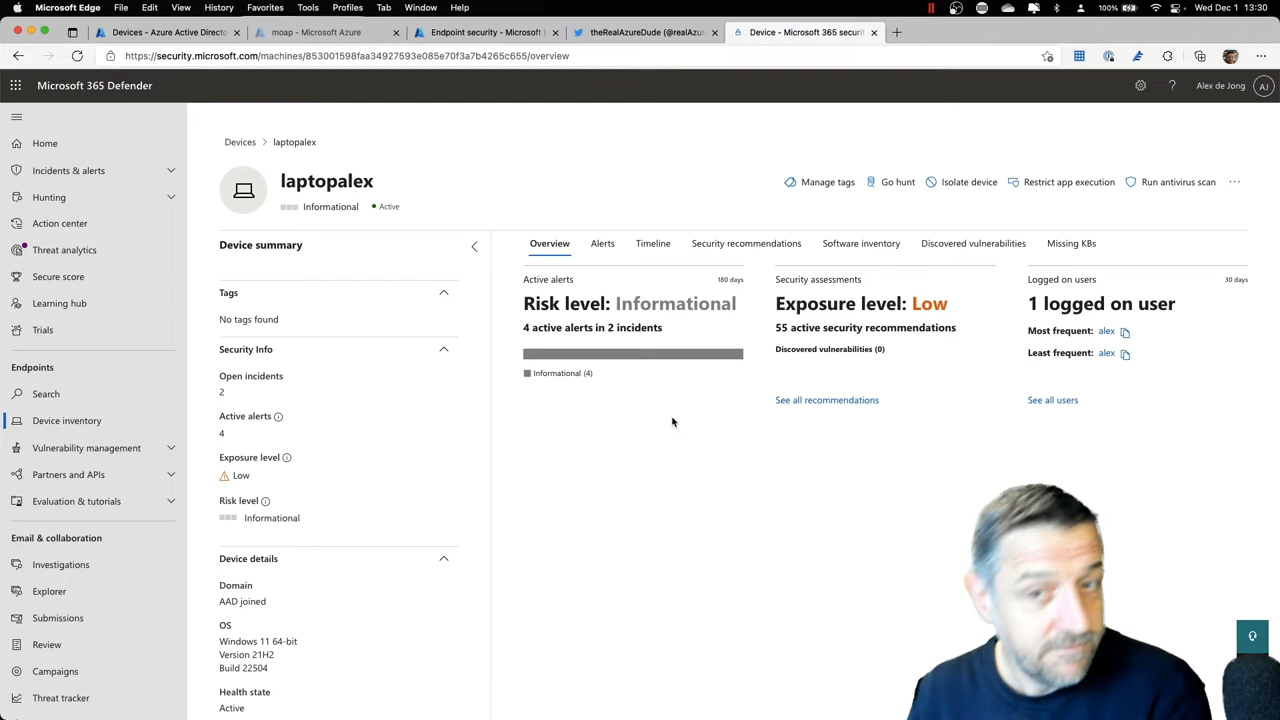 Microsoft Edge File Edit View History Favorites Tools Profiles Tab Window Help 100% Wed Dec 1 13:30
Devices - Azure Active Directo moap - Microsoft Azure Endpoint security - Microsoft E theRealAzureDude (@realAzur Device - Microsoft 365 securit
https://security.microsoft.com/machines/853001598faa34927593e085e70f3a7b4265c655/overview
Microsoft 365 Defender
Alex de Jong AJ
Home
Incidents & alerts
Hunting
Action center
Threat analytics
Secure score
Learning hub
Trials
Endpoints
Search
Device inventory
Vulnerability management
Partners and APIs
Evaluation & tutorials
Email & collaboration
Investigations
Explorer
Submissions
Review
Campaigns
Threat tracker
Devices > laptopalex
laptopalex
Informational Active
Manage tags Go hunt Isolate device Restrict app execution Run antivirus scan ...
Device summary
Tags
No tags found
Security Info
Open incidents
2
Active alerts
4
Exposure level
Low
Risk level
Informational
Device details
Domain
AAD joined
OS
Windows 11 64-bit
Version 21H2
Build 22504
Health state
Active
Overview Alerts Timeline Security recommendations Software inventory Discovered vulnerabilities Missing KBs
Active alerts 180 days
Risk level: Informational
4 active alerts in 2 incidents
Informational (4)
Security assessments
Exposure level: Low
55 active security recommendations
Discovered vulnerabilities (0)
See all recommendations
Logged on users 30 days
1 logged on user
Most frequent: alex
Least frequent: alex
See all users